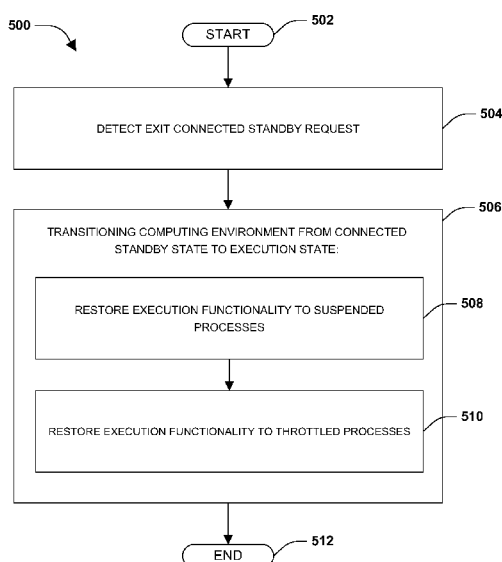 500
START
502
DETECT EXIT CONNECTED STANDBY REQUEST
504
506
TRANSITIONING COMPUTING ENVIRONMENT FROM CONNECTED
STANDBY STATE TO EXECUTION STATE:
RESTORE EXECUTION FUNCTIONALITY TO SUSPENDED
PROCESSES
508
RESTORE EXECUTION FUNCTIONALITY TO THROTTLED PROCESSES
510
END
512